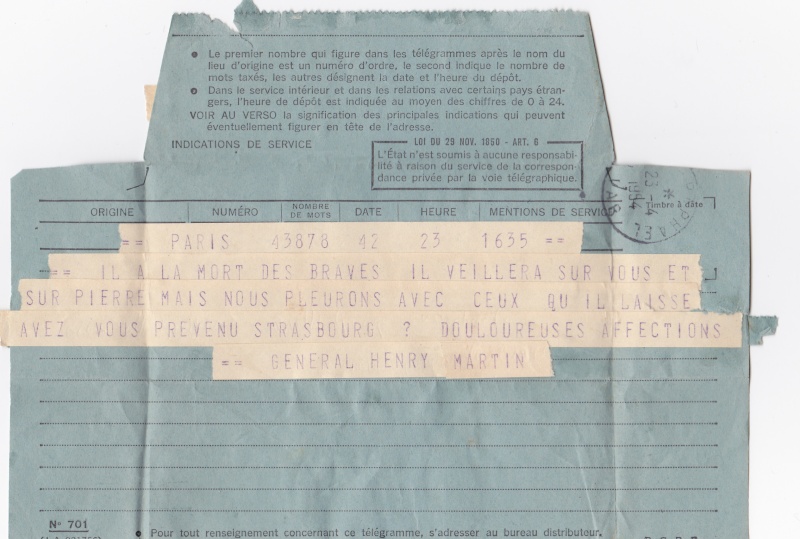 ● Le premier nombre qui figure dans les télégrammes après le nom du
lieu d'origine est un numéro d'ordre, le second indique le nombre de
mots taxés, les autres désignent la date et l'heure du dépôt.
● Dans le service intérieur et dans les relations avec certains pays étran-
gers, l'heure de dépôt est indiquée au moyen des chiffres de 0 à 24.
VOIR AU VERSO la signification des principales indications qui peuvent
éventuellement figurer en tête de l'adresse.
INDICATIONS DE SERVICE
LOI DU 29 NOV. 1850 - ART. 6
L'État n'est soumis à aucune responsabi-
lité à raison du service de la correspon-
dance privée par la voie télégraphique.
ORIGINE NUMÉRO NOMBRE DE MOTS DATE HEURE MENTIONS DE SERVICE
Timbre à date
23-4
1954
VAR
== PARIS 43878 42 23 1635 ==
== IL A LA MORT DES BRAVES IL VEILLERA SUR VOUS ET
SUR PIERRE MAIS NOUS PLEURONS AVEC CEUX QU IL LAISSE
AVEZ VOUS PREVENU STRASBOURG ? DOULOUREUSES AFFECTIONS
== GENERAL HENRY MARTIN
N° 701
● Pour tout renseignement concernant ce télégramme, s'adresser au bureau distributeur.